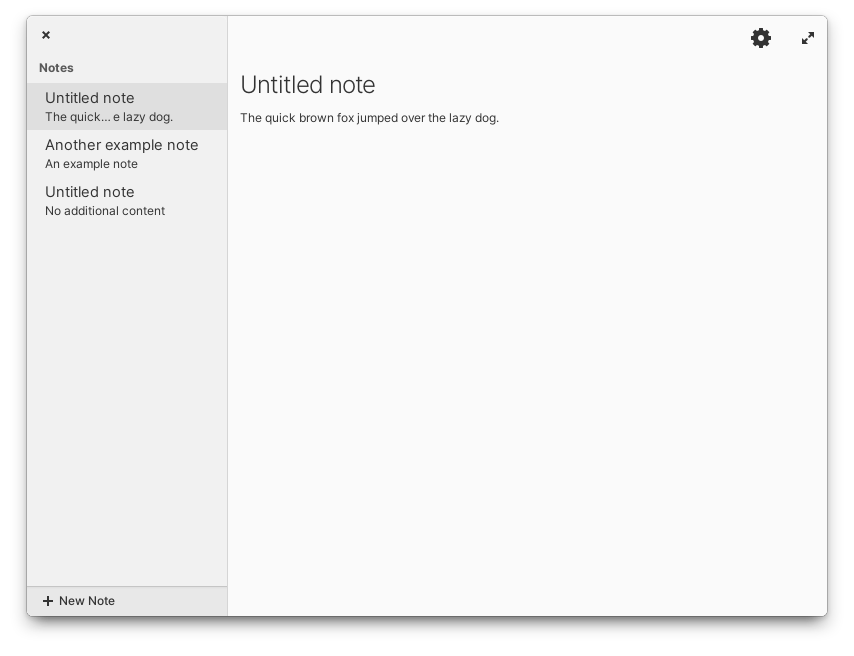 Notes
Untitled note
The quick... e lazy dog.
Another example note
An example note
Untitled note
No additional content
New Note
Untitled note
The quick brown fox jumped over the lazy dog.